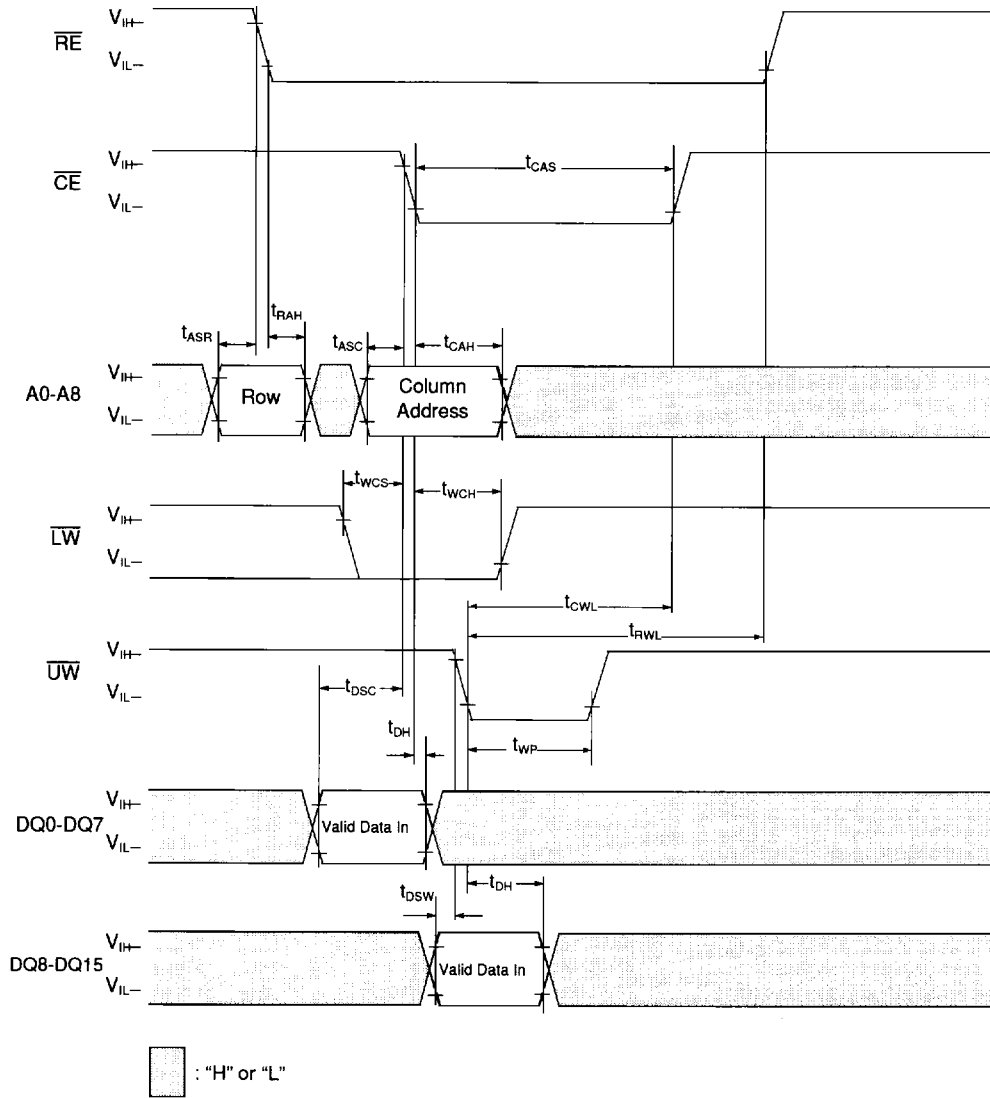 RE VIH
VIL
CE VIH tCAS
VIL
tASR tRAH tASC tCAH
A0-A8 VIH Row Column Address
VIL
tWCS tWCH
LW VIH
VIL
tCWL
tRWL
UW VIH
VIL tDSC
tDH tWP
DQ0-DQ7 VIH Valid Data In
VIL
tDSW tDH
DQ8-DQ15 VIH Valid Data In
VIL
: “H” or “L”